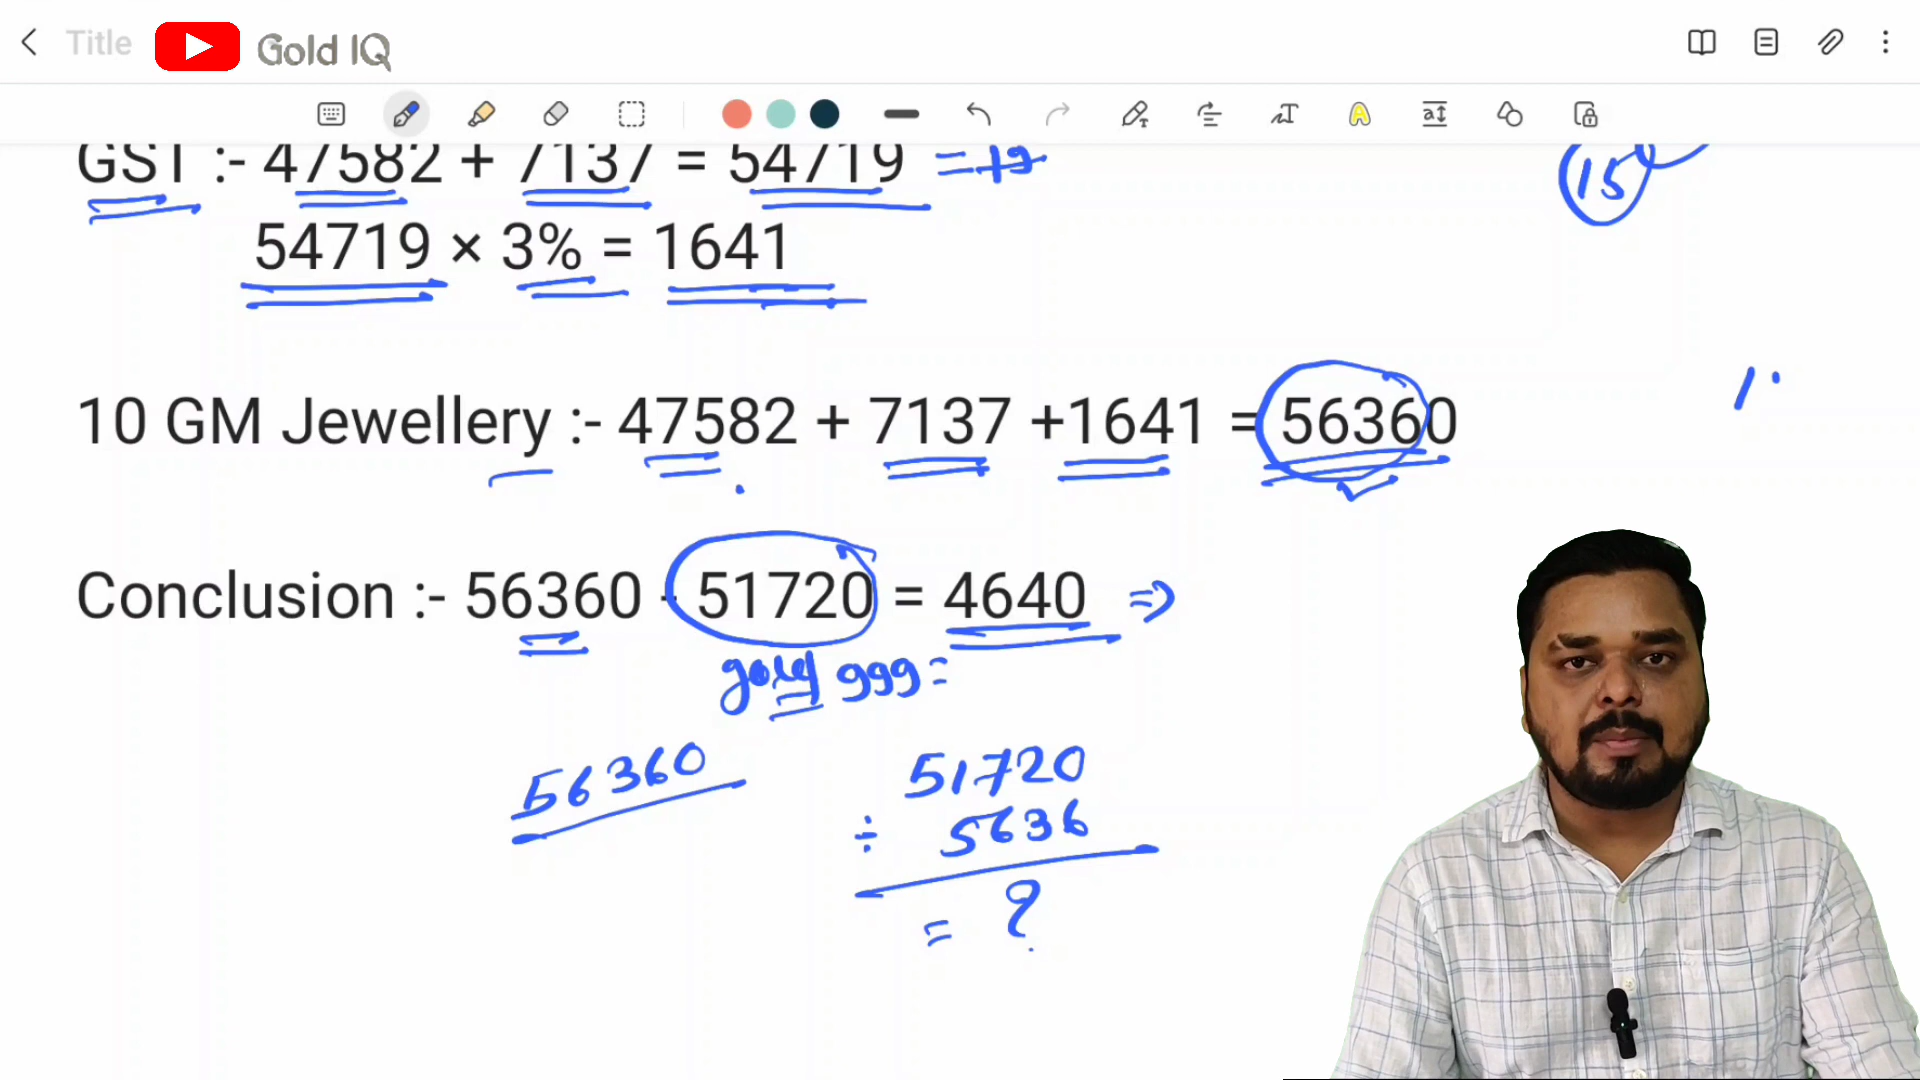 Title Gold IQ
GST :- 47582 + 7137 = 54719 =
15
54719 × 3% = 1641
10 GM Jewellery :- 47582 + 7137 +1641 = 56360
Conclusion :- 56360 - 51720 = 4640 =>
gold 999=
56360
51720
÷ 5636
= ?